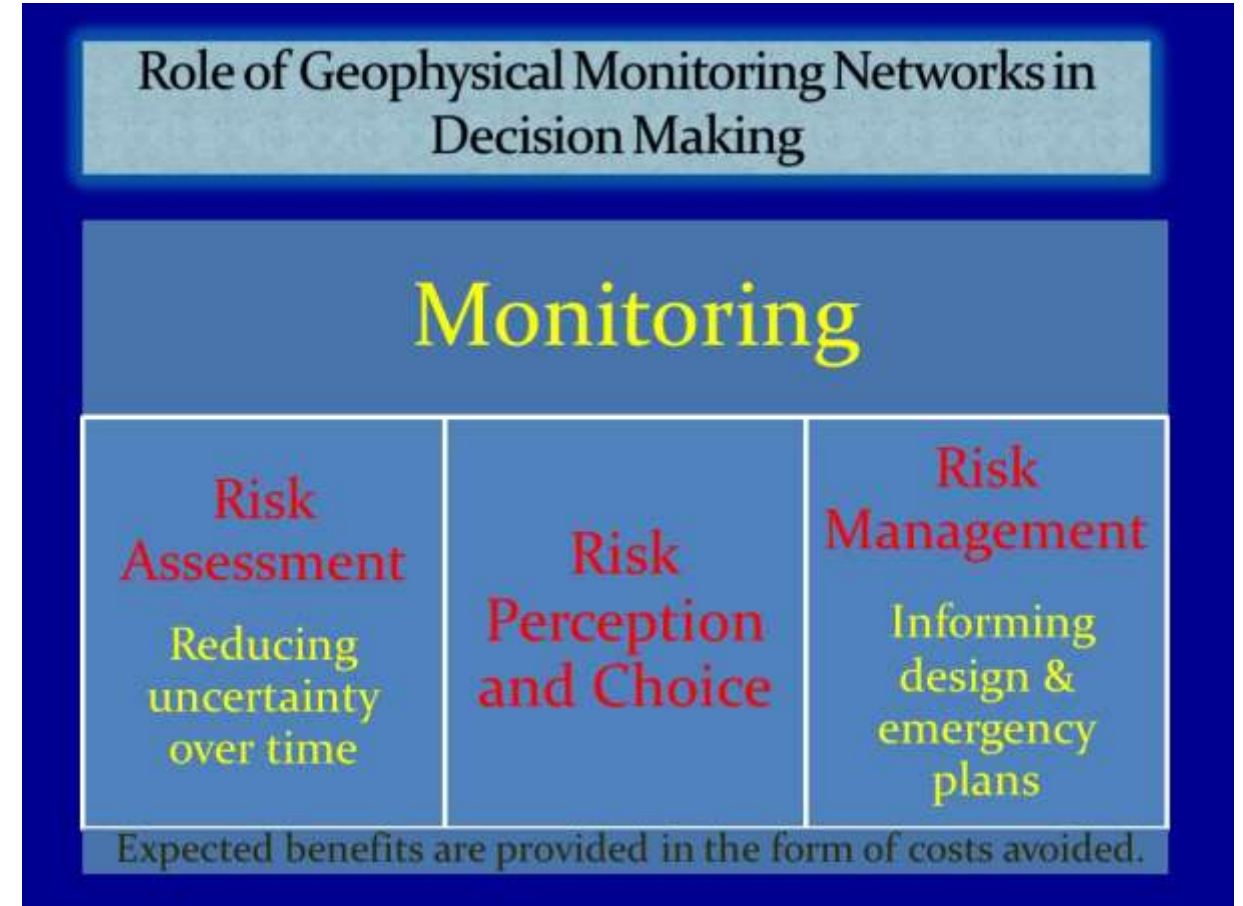 Role of Geophysical Monitoring Networks in
Decision Making
Monitoring
Risk
Assessment
Reducing
uncertainty
over time
Risk
Perception
and Choice
Risk
Management
Informing
design &
emergency
plans
Expected benefits are provided in the form of costs avoided.